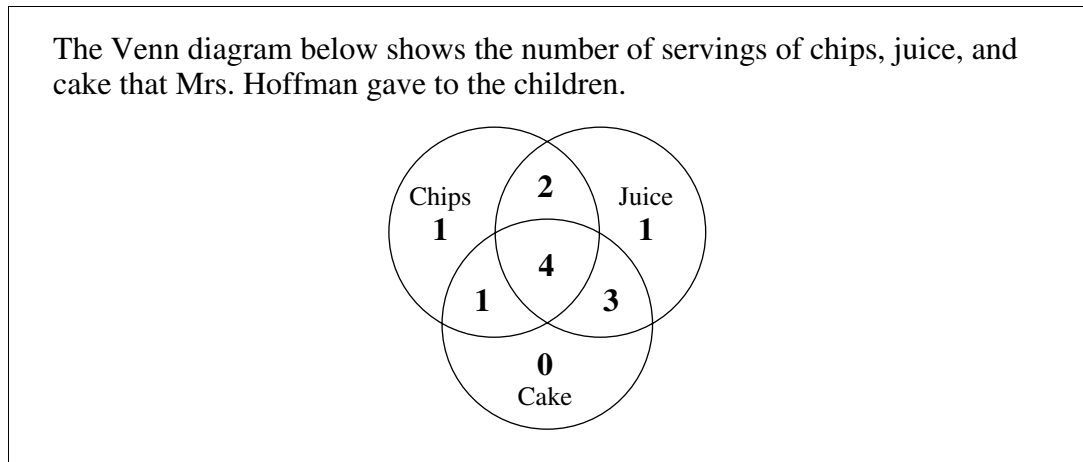 The Venn diagram below shows the number of servings of chips, juice, and
cake that Mrs. Hoffman gave to the children.
2
Chips
Juice
1
1
4
1
3
0
Cake